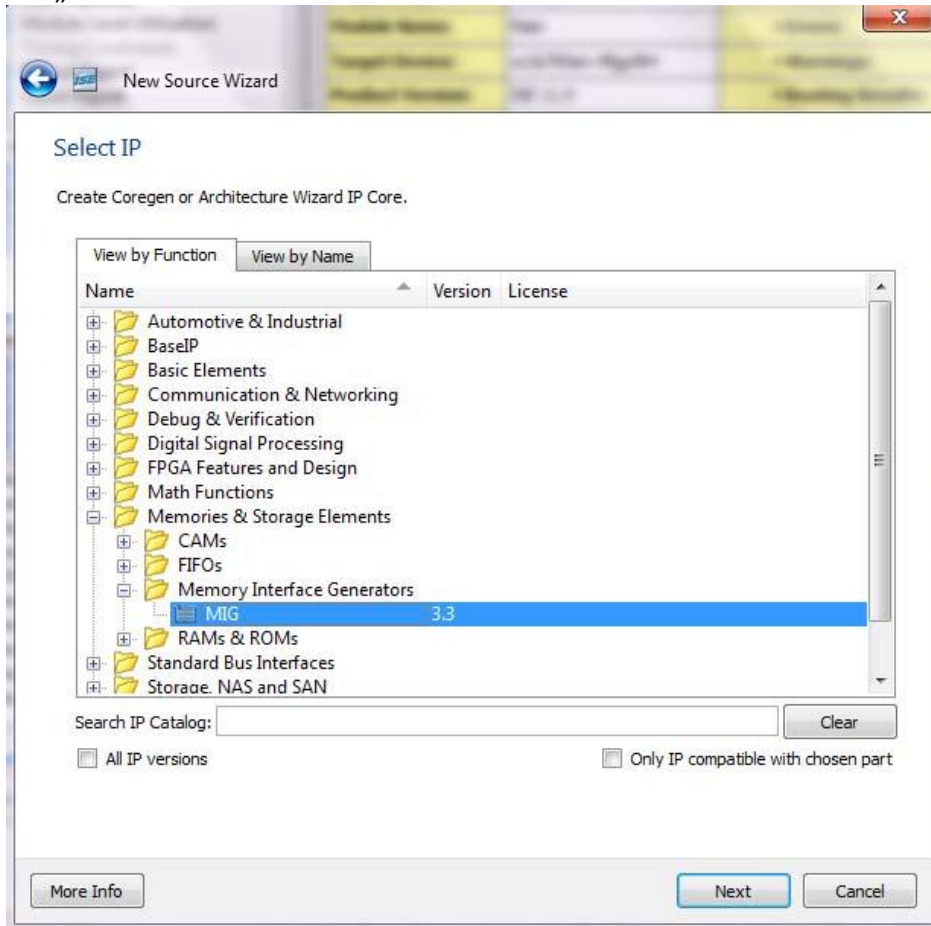 ISE New Source Wizard
Select IP
Create Coregen or Architecture Wizard IP Core.
View by Function View by Name
Name Version License
Automotive & Industrial
BaseIP
Basic Elements
Communication & Networking
Debug & Verification
Digital Signal Processing
FPGA Features and Design
Math Functions
Memories & Storage Elements
CAMs
FIFOs
Memory Interface Generators
MIG 3.3
RAMs & ROMs
Standard Bus Interfaces
Storage, NAS and SAN
Search IP Catalog: Clear
All IP versions Only IP compatible with chosen part
More Info Next Cancel